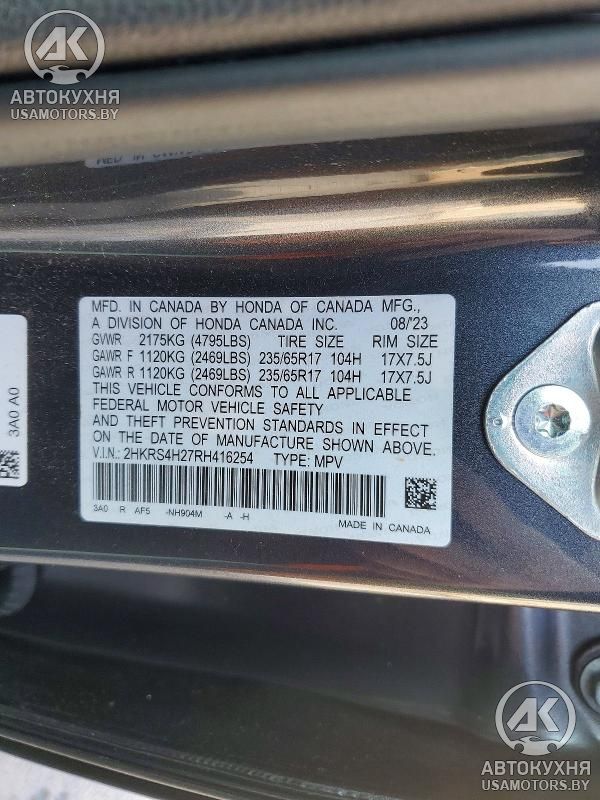 AK
АВТОКУХНЯ
USAMOTORS.BY
MFD. IN CANADA BY HONDA OF CANADA MFG.,
A DIVISION OF HONDA CANADA INC. 08/'23
GVWR 2175KG (4795LBS) TIRE SIZE RIM SIZE
GAWR F 1120KG (2469LBS) 235/65R17 104H 17X7.5J
GAWR R 1120KG (2469LBS) 235/65R17 104H 17X7.5J
THIS VEHICLE CONFORMS TO ALL APPLICABLE
FEDERAL MOTOR VEHICLE SAFETY
AND THEFT PREVENTION STANDARDS IN EFFECT
ON THE DATE OF MANUFACTURE SHOWN ABOVE.
V.I.N.: 2HKRS4H27RH416254 TYPE: MPV
3A0 R AF5 -NH904M -A -H
MADE IN CANADA
3A0 A0
AK
АВТОКУХНЯ
USAMOTORS.BY